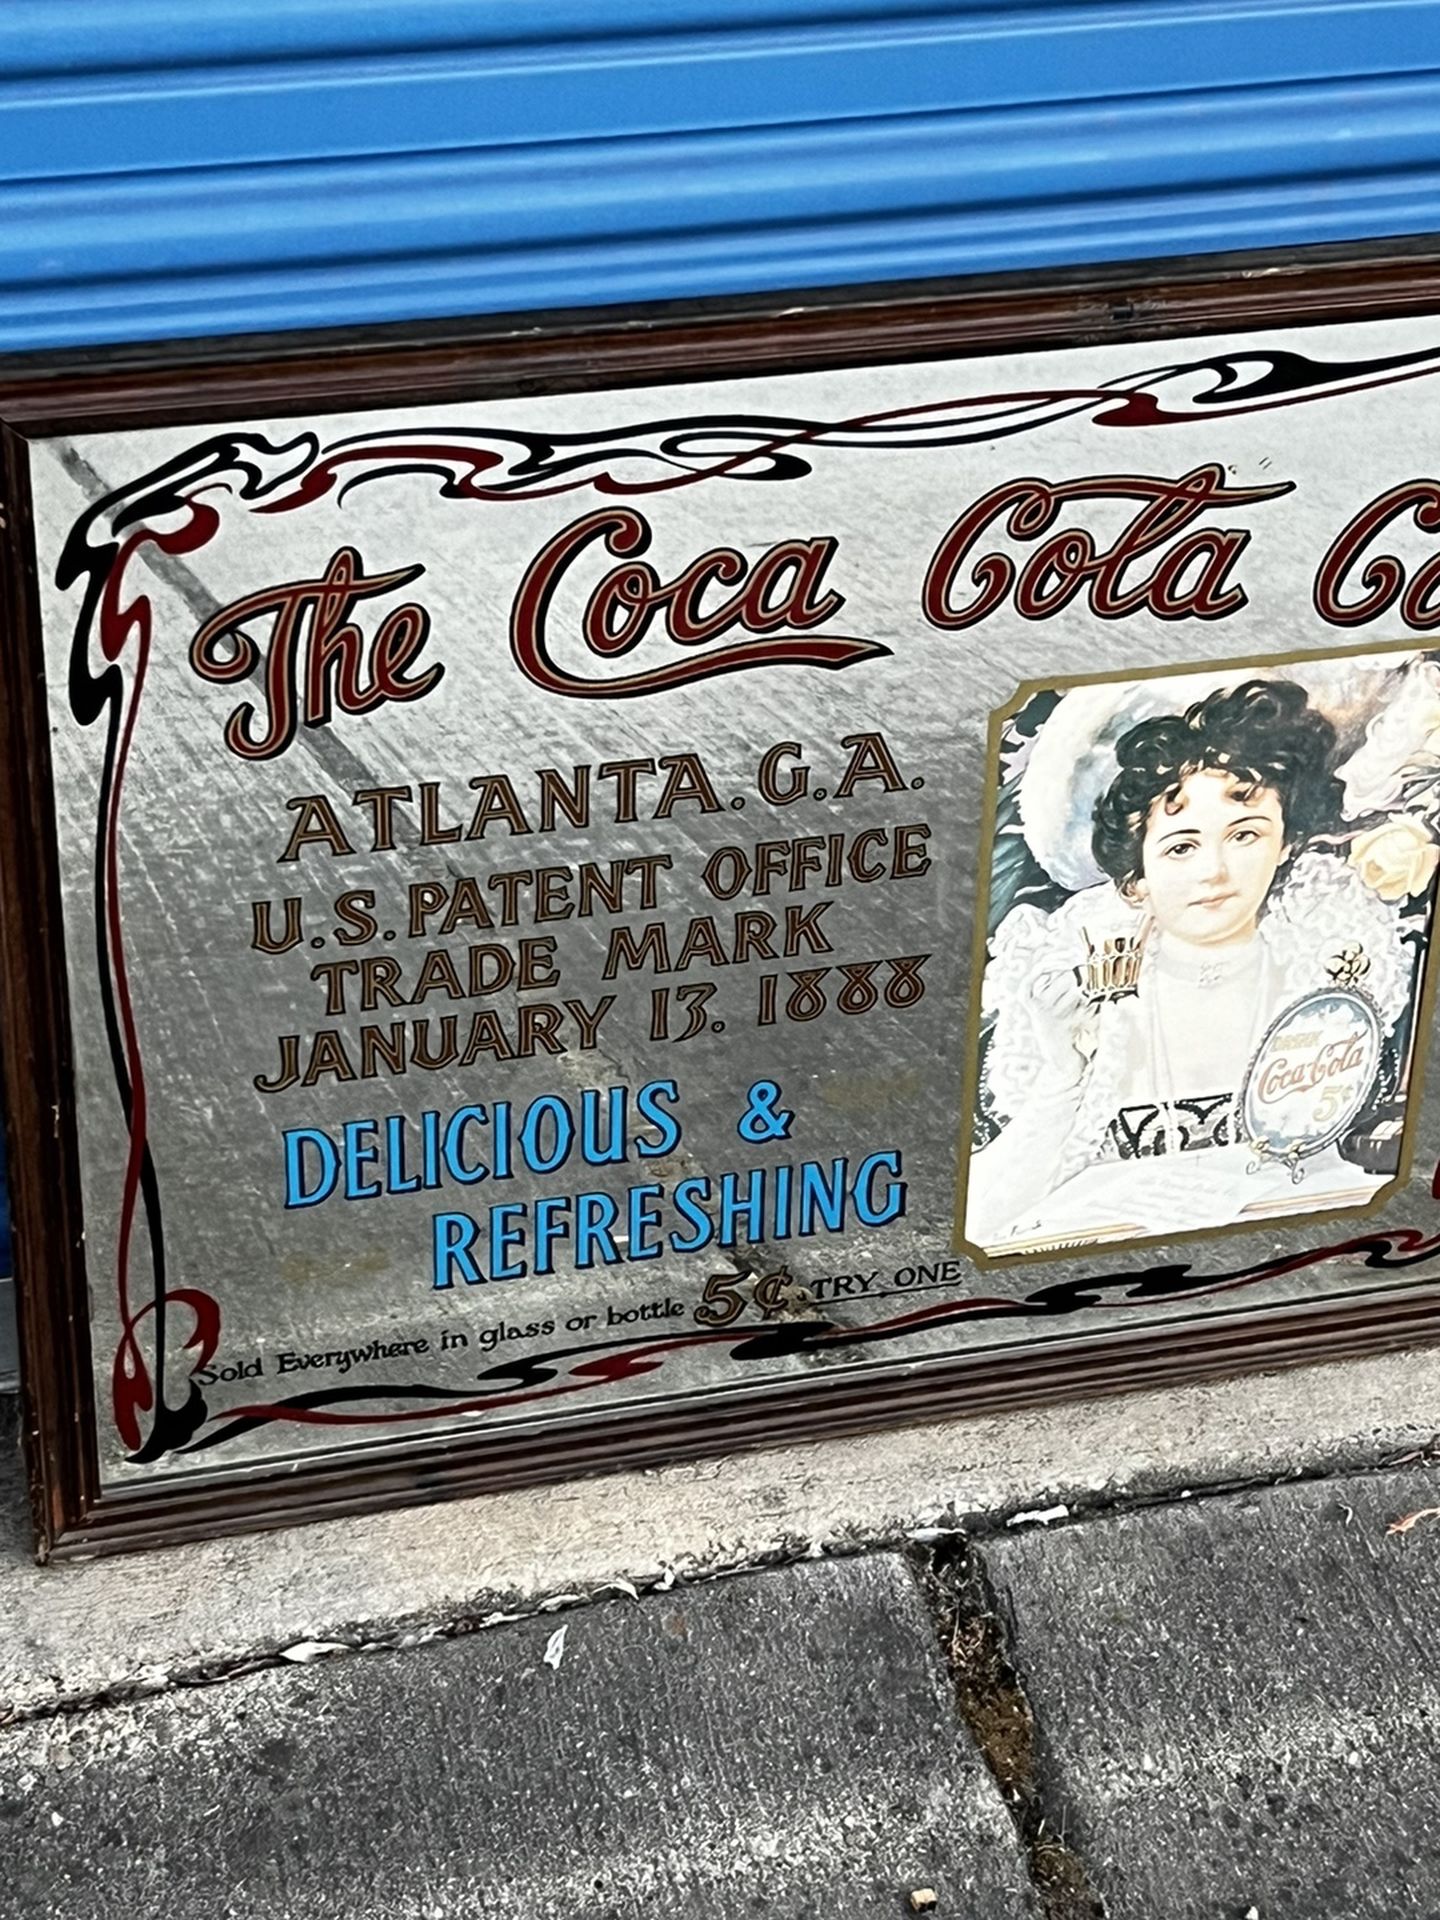 The Coca Cola Co
ATLANTA. G.A.
U.S. PATENT OFFICE
TRADE MARK
JANUARY 13. 1888
DELICIOUS &
REFRESHING
Sold Everywhere in glass or bottle 5¢ TRY ONE
DRINK
Coca-Cola
5¢